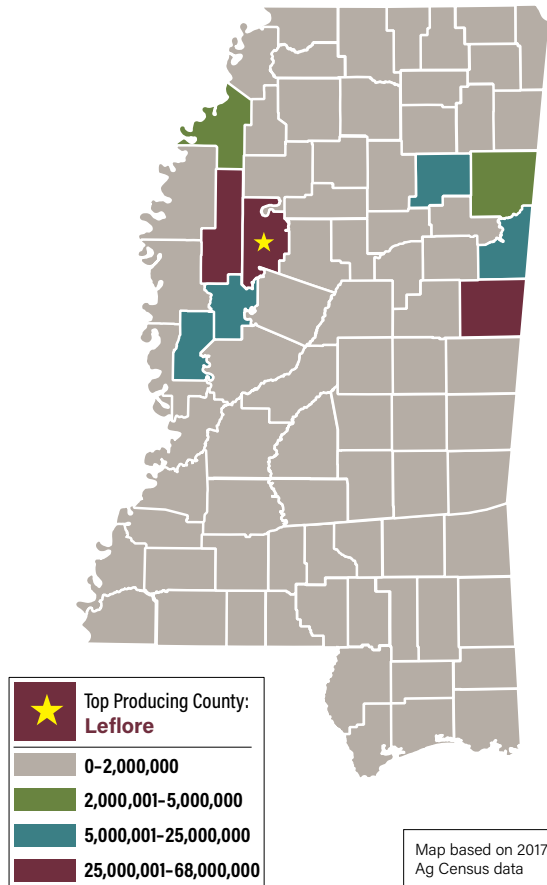 Top Producing County:
Leflore
0–2,000,000
2,000,001–5,000,000
5,000,001–25,000,000
25,000,001–68,000,000
Map based on 2017
Ag Census data